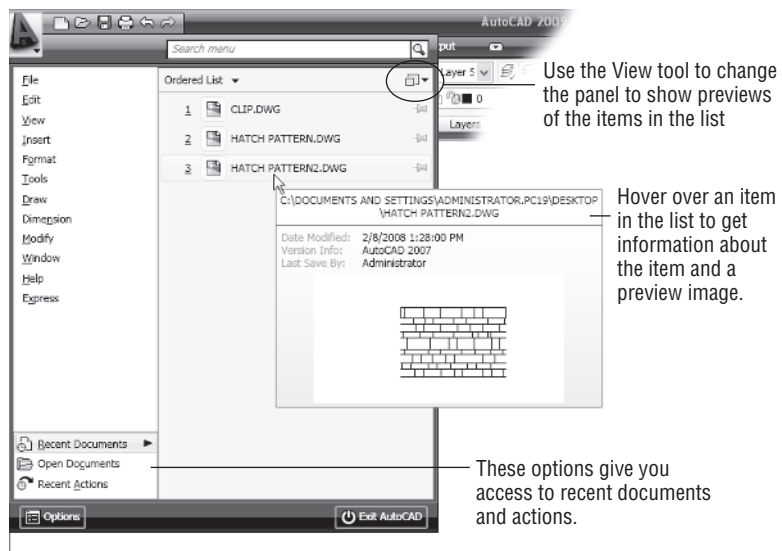 AutoCAD 2009
Search menu
put
File
Edit
View
Insert
Format
Tools
Draw
Dimension
Modify
Window
Help
Express
Ordered List
1 CLIP.DWG
2 HATCH PATTERN.DWG
3 HATCH PATTERN2.DWG
Layer S
0
Layers
Use the View tool to change
the panel to show previews
of the items in the list
C:\DOCUMENTS AND SETTINGS\ADMINISTRATOR.PC19\DESKTOP
\HATCH PATTERN2.DWG
Date Modified: 2/8/2008 1:28:00 PM
Version Info: AutoCAD 2007
Last Save By: Administrator
Hover over an item
in the list to get
information about
the item and a
preview image.
Recent Documents
Open Documents
Recent Actions
These options give you
access to recent documents
and actions.
Options
Exit AutoCAD